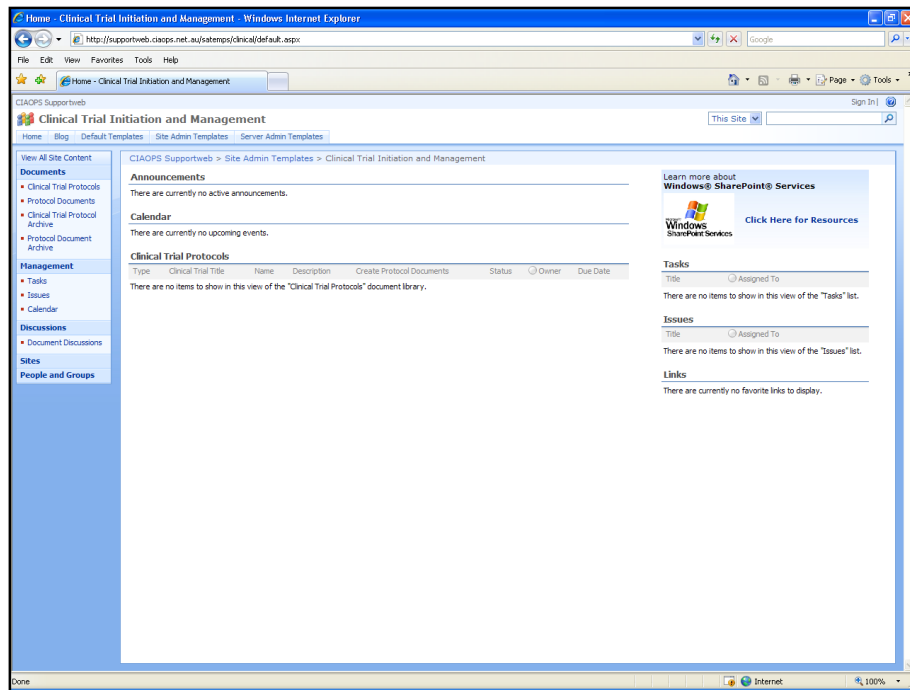 Home - Clinical Trial Initiation and Management - Windows Internet Explorer
http://supportweb.ciaops.net.au/satemps/clinical/default.aspx
Google
File Edit View Favorites Tools Help
Home - Clinical Trial Initiation and Management
Page Tools
CIAOPS Supportweb
Sign In
Clinical Trial Initiation and Management
This Site
Home Blog Default Templates Site Admin Templates Server Admin Templates
View All Site Content
Documents
Clinical Trial Protocols
Protocol Documents
Clinical Trial Protocol
Archive
Protocol Document
Archive
Management
Tasks
Issues
Calendar
Discussions
Document Discussions
Sites
People and Groups
CIAOPS Supportweb > Site Admin Templates > Clinical Trial Initiation and Management
Announcements
There are currently no active announcements.
Calendar
There are currently no upcoming events.
Clinical Trial Protocols
Type Clinical Trial Title Name Description Create Protocol Documents Status Owner Due Date
There are no items to show in this view of the "Clinical Trial Protocols" document library.
Learn more about
Windows® SharePoint® Services
Windows
SharePoint Services
Click Here for Resources
Tasks
Title Assigned To
There are no items to show in this view of the "Tasks" list.
Issues
Title Assigned To
There are no items to show in this view of the "Issues" list.
Links
There are currently no favorite links to display.
Done
Internet
100%